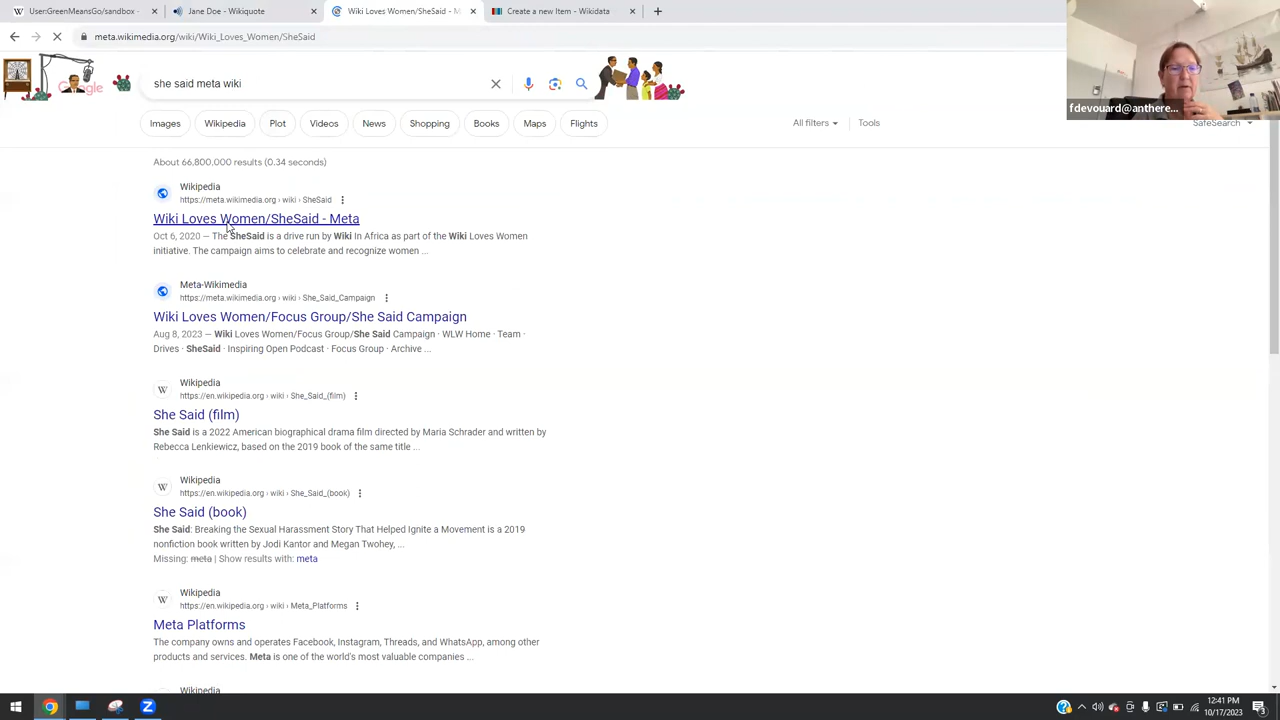 User:GreenMeasGo/sandbox -
Jisho
Wiki Loves Women/SheSaid - M
Create a new Item - Wikidata
meta.wikimedia.org/wiki/Wiki_Loves_Women/SheSaid
fdevouard@anthere...
Google
she said meta wiki
Images
Wikipedia
Plot
Videos
News
Shopping
Books
Maps
Flights
All filters
Tools
SafeSearch
About 66,800,000 results (0.34 seconds)
Wikipedia
https://meta.wikimedia.org › wiki › SheSaid
Wiki Loves Women/SheSaid - Meta
Oct 6, 2020 — The SheSaid is a drive run by Wiki In Africa as part of the Wiki Loves Women
initiative. The campaign aims to celebrate and recognize women ...
Meta-Wikimedia
https://meta.wikimedia.org › wiki › She_Said_Campaign
Wiki Loves Women/Focus Group/She Said Campaign
Aug 8, 2023 — Wiki Loves Women/Focus Group/She Said Campaign · WLW Home · Team ·
Drives · SheSaid · Inspiring Open Podcast · Focus Group · Archive ...
Wikipedia
https://en.wikipedia.org › wiki › She_Said_(film)
She Said (film)
She Said is a 2022 American biographical drama film directed by Maria Schrader and written by
Rebecca Lenkiewicz, based on the 2019 book of the same title ...
Wikipedia
https://en.wikipedia.org › wiki › She_Said_(book)
She Said (book)
She Said: Breaking the Sexual Harassment Story That Helped Ignite a Movement is a 2019
nonfiction book written by Jodi Kantor and Megan Twohey, ...
Missing: meta | Show results with: meta
Wikipedia
https://en.wikipedia.org › wiki › Meta_Platforms
Meta Platforms
The company owns and operates Facebook, Instagram, Threads, and WhatsApp, among other
products and services. Meta is one of the world's most valuable companies ...
Wikipedia
12:41 PM
10/17/2023